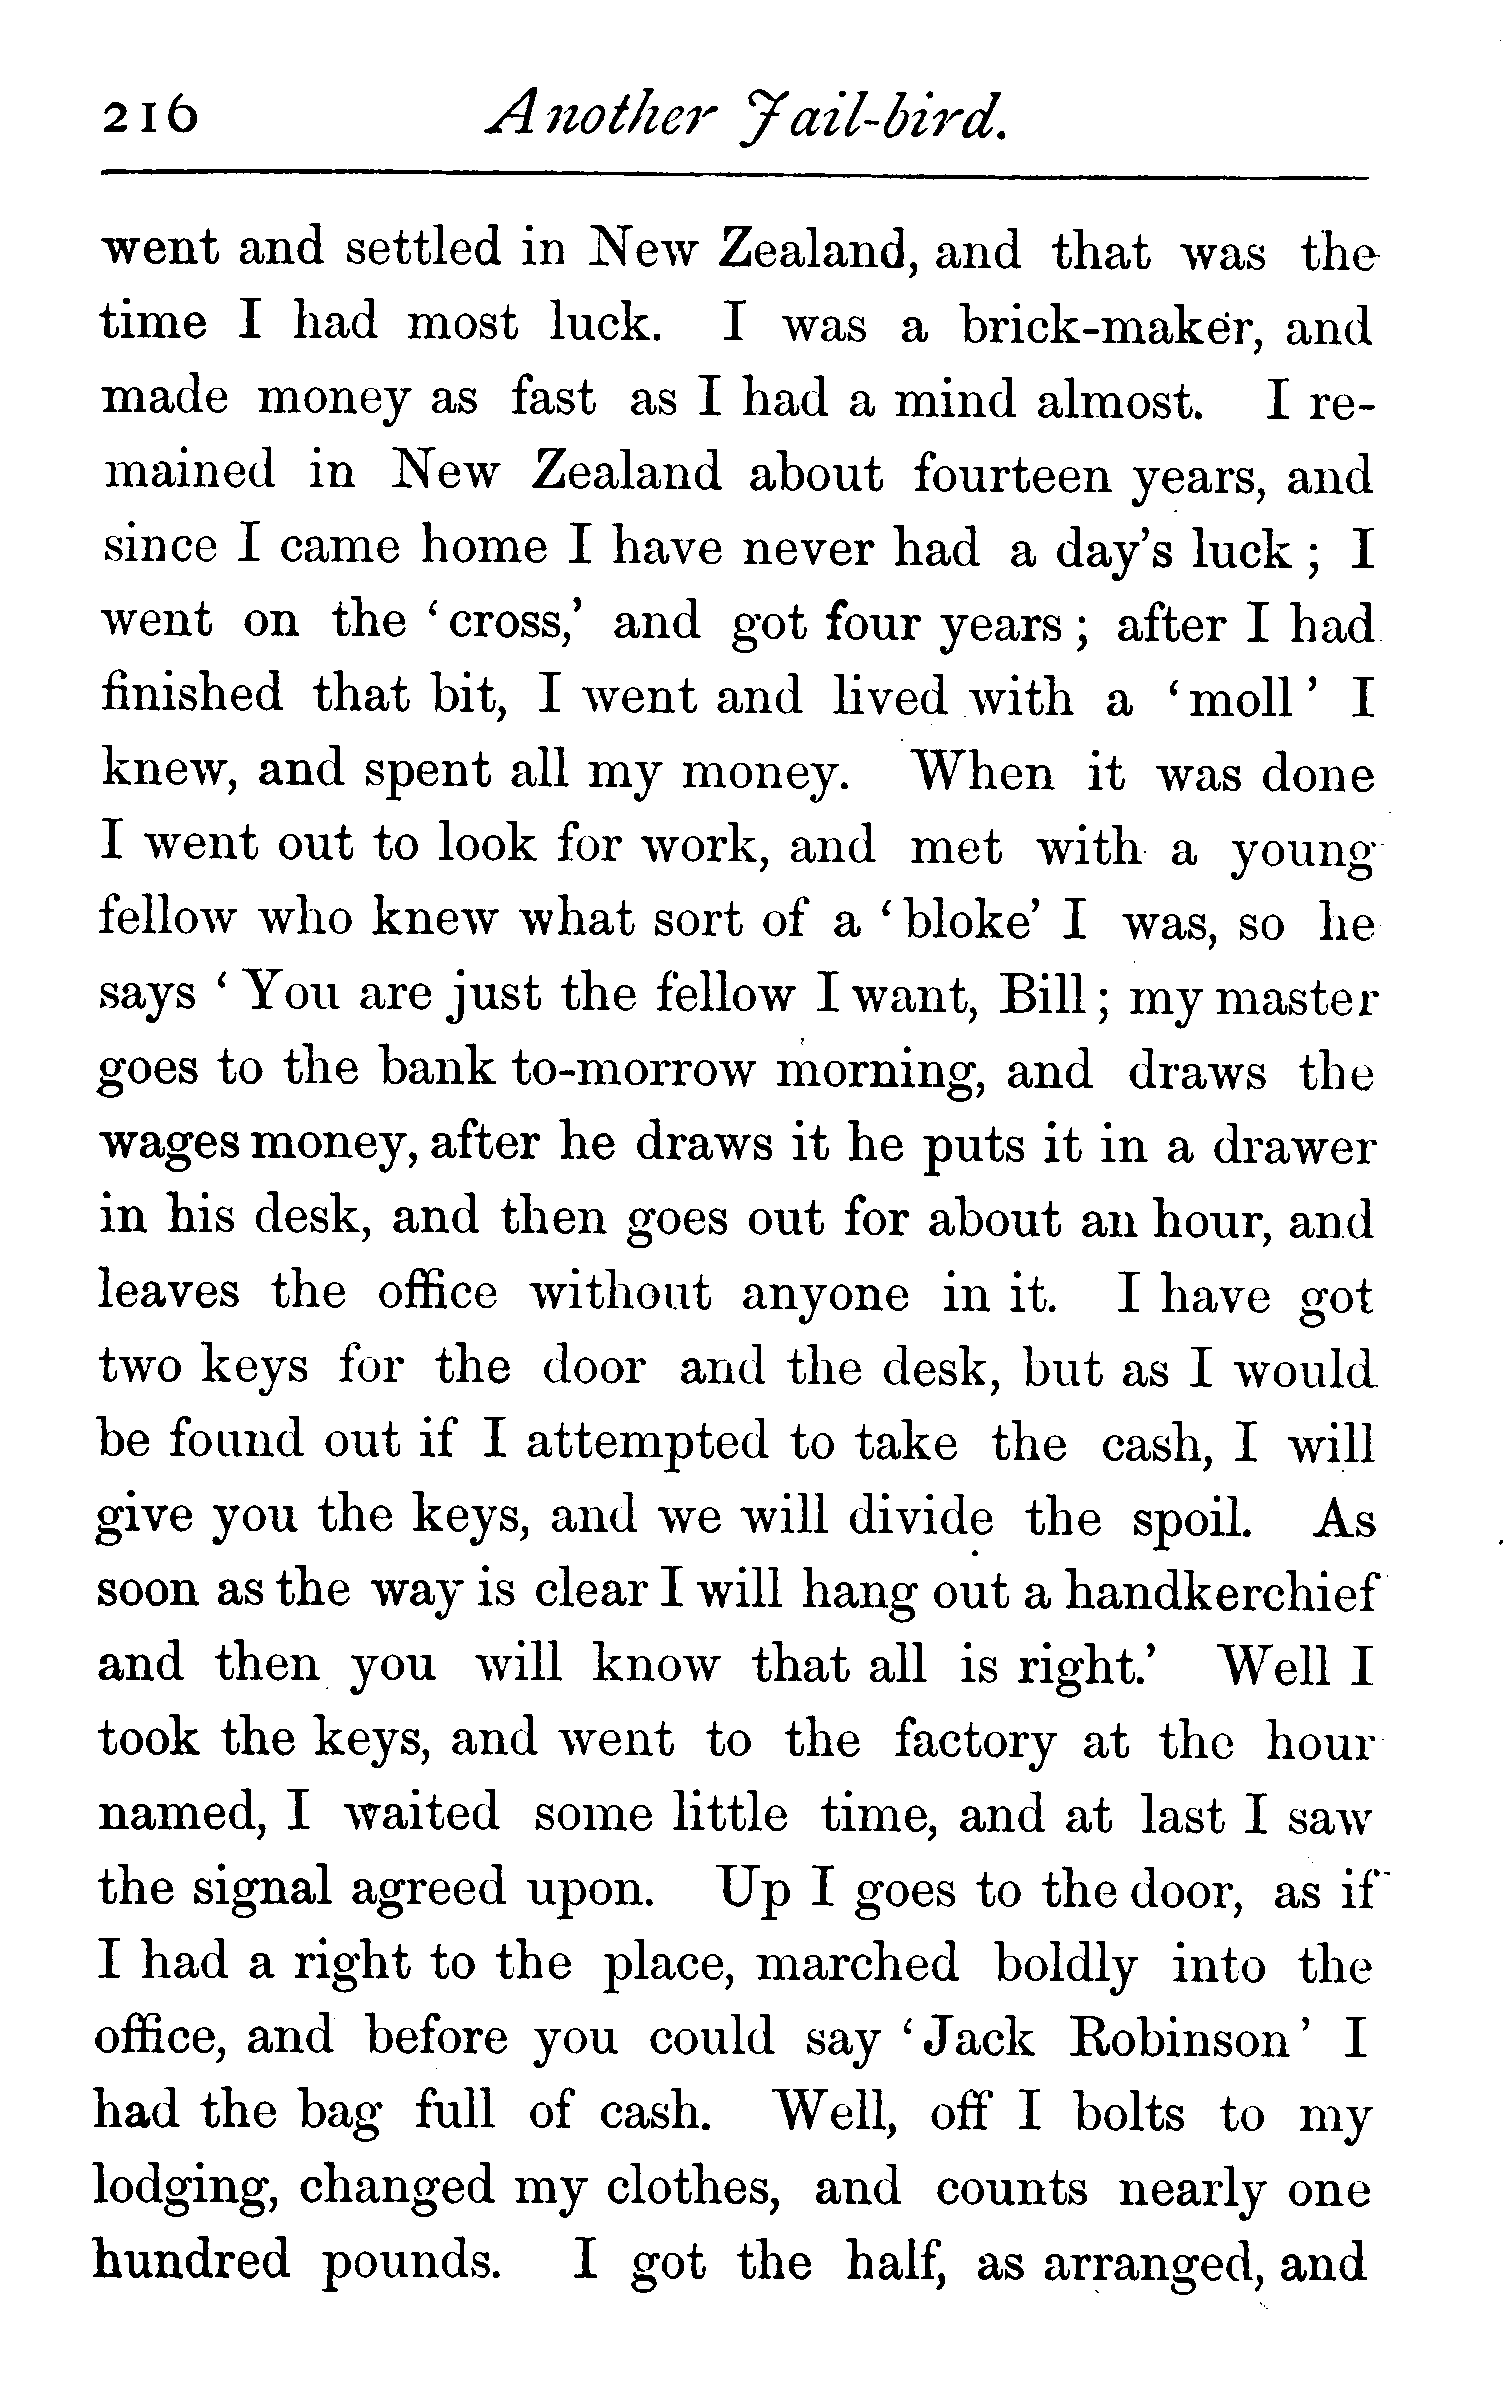 216 Another Jail-bird.
went and settled in New Zealand, and that was the
time I had most luck. I was a brick-maker, and
made money as fast as I had a mind almost. I re-
mained in New Zealand about fourteen years, and
since I came home I have never had a day's luck ; I
went on the ‘ cross,’ and got four years ; after I had
finished that bit, I went and lived with a ‘ moll ’ I
knew, and spent all my money. When it was done
I went out to look for work, and met with a young
fellow who knew what sort of a ‘ bloke’ I was, so he
says ‘ You are just the fellow I want, Bill ; my master
goes to the bank to-morrow morning, and draws the
wages money, after he draws it he puts it in a drawer
in his desk, and then goes out for about an hour, and
leaves the office without anyone in it. I have got
two keys for the door and the desk, but as I would
be found out if I attempted to take the cash, I will
give you the keys, and we will divide the spoil. As
soon as the way is clear I will hang out a handkerchief
and then you will know that all is right.’ Well I
took the keys, and went to the factory at the hour
named, I waited some little time, and at last I saw
the signal agreed upon. Up I goes to the door, as if
I had a right to the place, marched boldly into the
office, and before you could say ‘ Jack Robinson ’ I
had the bag full of cash. Well, off I bolts to my
lodging, changed my clothes, and counts nearly one
hundred pounds. I got the half, as arranged, and